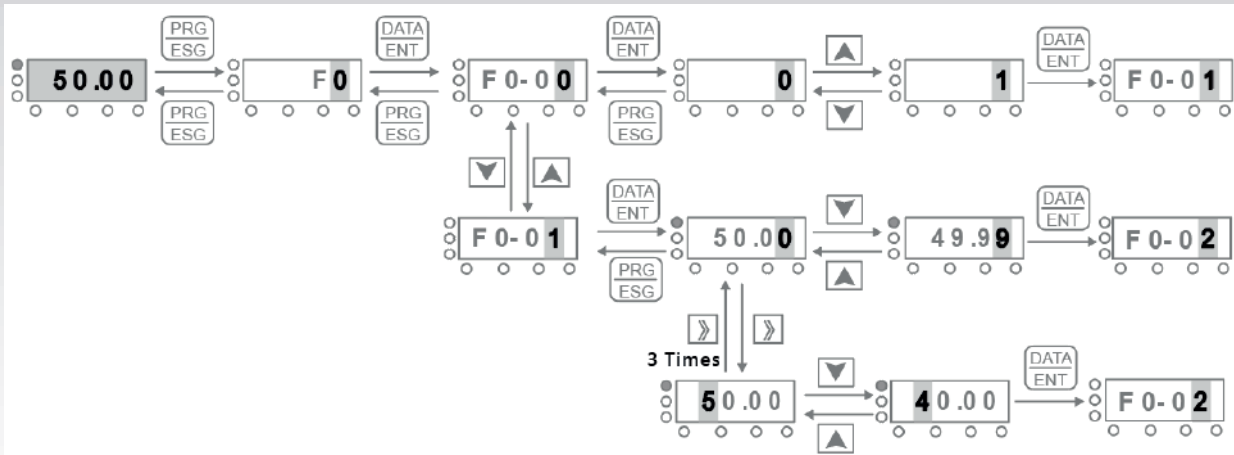 PRG
ESG
DATA
ENT
DATA
ENT
DATA
ENT
50.00
F0
F0-00
0
1
F0-01
PRG
ESG
PRG
ESG
PRG
ESG
DATA
ENT
DATA
ENT
F0-01
50.00
49.99
F0-02
PRG
ESG
3 Times
DATA
ENT
50.00
40.00
F0-02